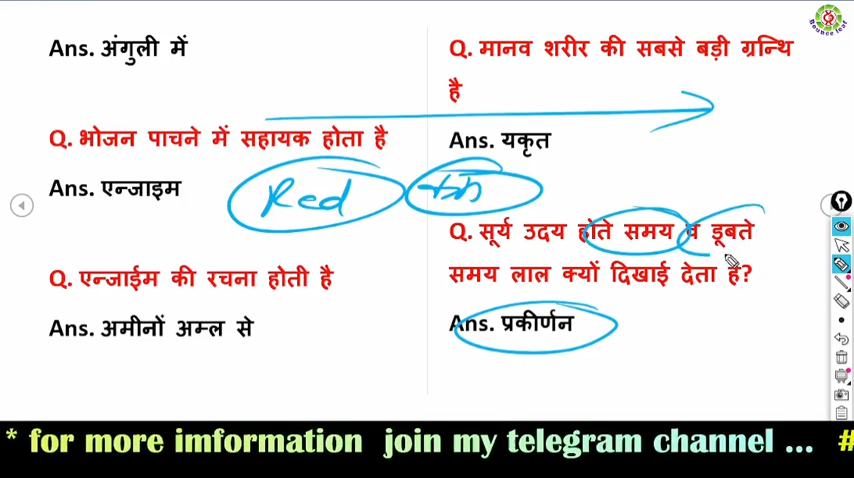 Ans. अंगुली में
Q. भोजन पाचने में सहायक होता है
Ans. एन्जाइम
Q. एन्जाईम की रचना होती है
Ans. अमीनों अम्ल से
Q. मानव शरीर की सबसे बड़ी ग्रन्थि
है
Ans. यकृत
Q. सूर्य उदय होते समय व डूबते
समय लाल क्यों दिखाई देता है?
Ans. प्रकीर्णन
Red
* for more imformation join my telegram channel ... #